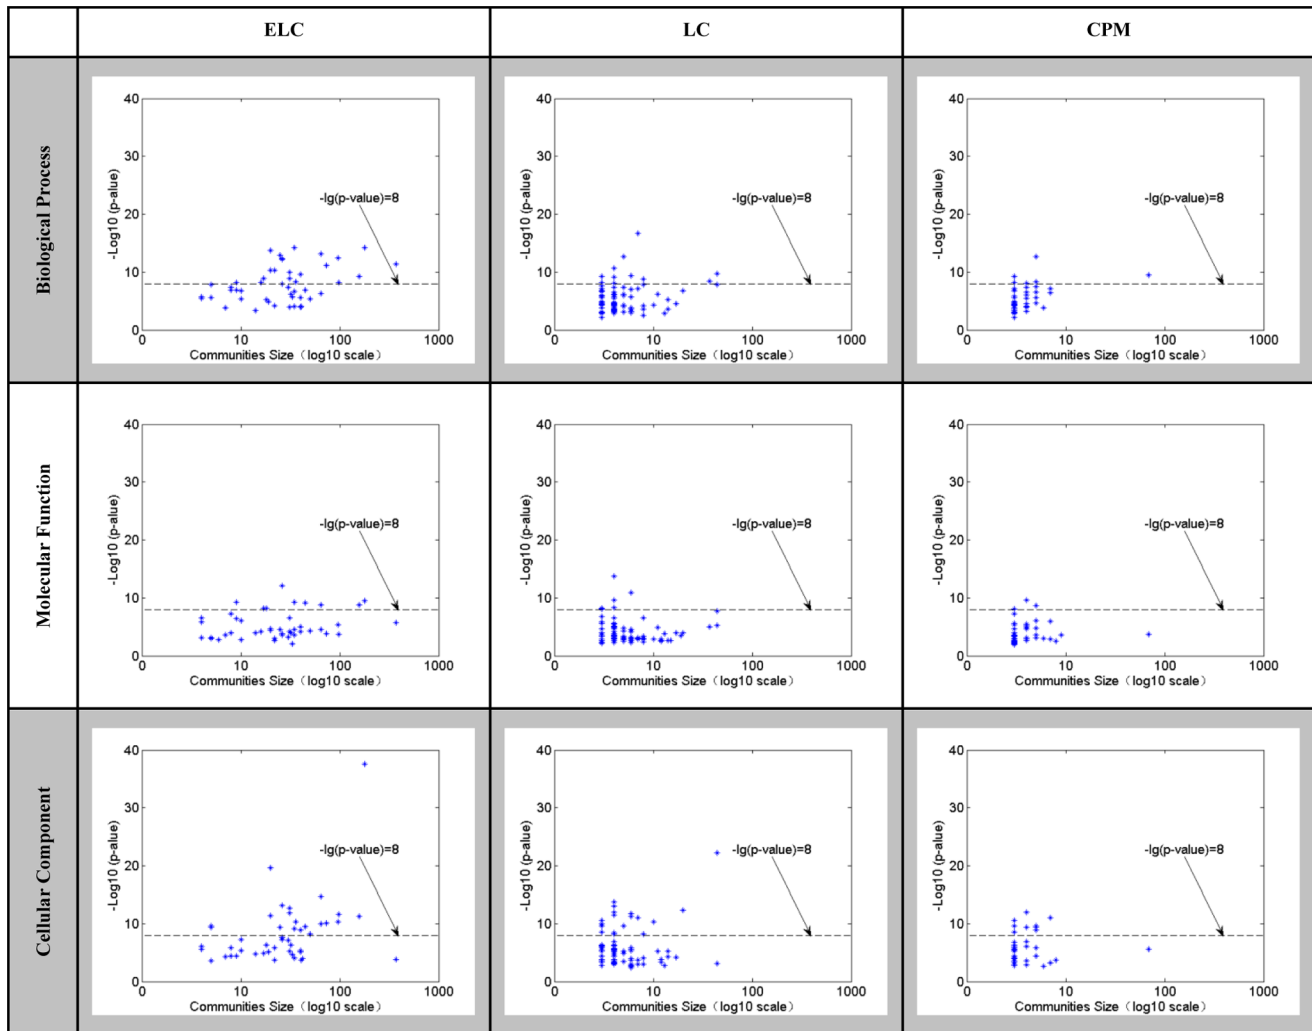 ELC LC CPM
Biological Process
40 40 40
30 30 30
-Log10 (p-alue) -lg(p-value)=8 -Log10 (p-alue) -lg(p-value)=8 -Log10 (p-alue) -lg(p-value)=8
20 20 20
10 10 10
0 0 0
0 10 100 1000 0 10 100 1000 0 10 100 1000
Communities Size（log10 scale） Communities Size（log10 scale） Communities Size（log10 scale）
Molecular Function
40 40 40
30 30 30
-Log10 (p-alue) -lg(p-value)=8 -Log10 (p-alue) -lg(p-value)=8 -Log10 (p-alue) -lg(p-value)=8
20 20 20
10 10 10
0 0 0
0 10 100 1000 0 10 100 1000 0 10 100 1000
Communities Size（log10 scale） Communities Size（log10 scale） Communities Size（log10 scale）
Cellular Component
40 40 40
30 30 30
-Log10 (p-alue) -lg(p-value)=8 -Log10 (p-alue) -lg(p-value)=8 -Log10 (p-alue) -lg(p-value)=8
20 20 20
10 10 10
0 0 0
0 10 100 1000 0 10 100 1000 0 10 100 1000
Communities Size（log10 scale） Communities Size（log10 scale） Communities Size（log10 scale）